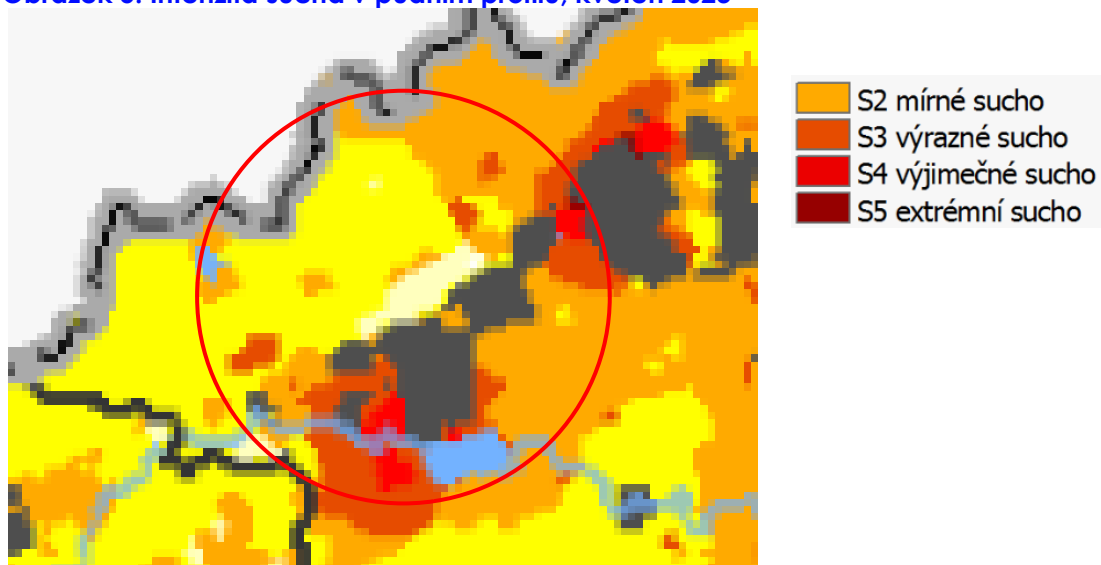 S2 mírné sucho
S3 výrazné sucho
S4 výjimečné sucho
S5 extrémní sucho